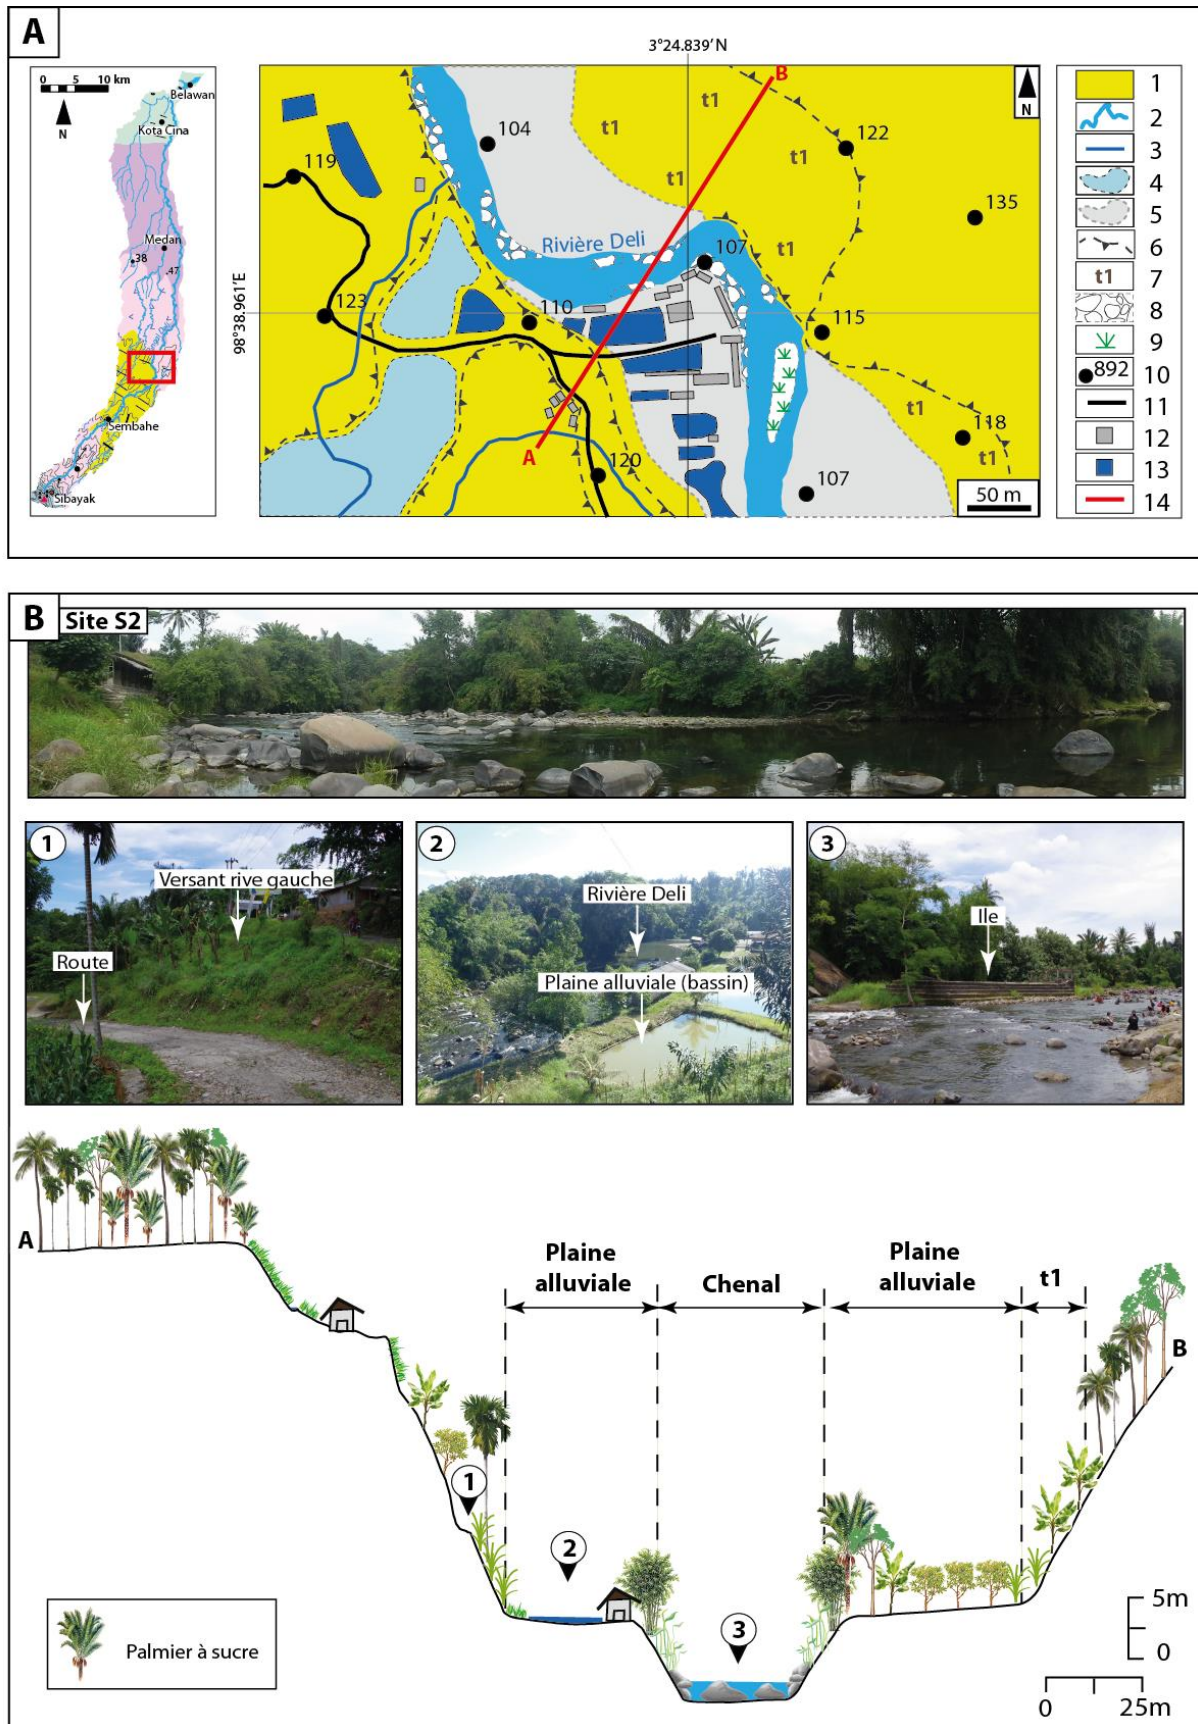 A
0 5 10 km
N
Belawan
Kota Cina
Medan
38
47
Sembahe
Sibayak
3°24.839'N
98°38.961'E
N
B
t1
t1
t1
t1
t1
t1
t1
104
122
119
135
Rivière Deli
107
123
110
115
118
120
107
A
50 m
1
2
3
4
5
6
t1 7
8
9
892 10
11
12
13
14
B
Site S2
1
Versant rive gauche
Route
2
Rivière Deli
Plaine alluviale (bassin)
3
Ile
A
Plaine
alluviale
Chenal
Plaine
alluviale
t1
B
1
2
3
Palmier à sucre
5m
0
0 25m